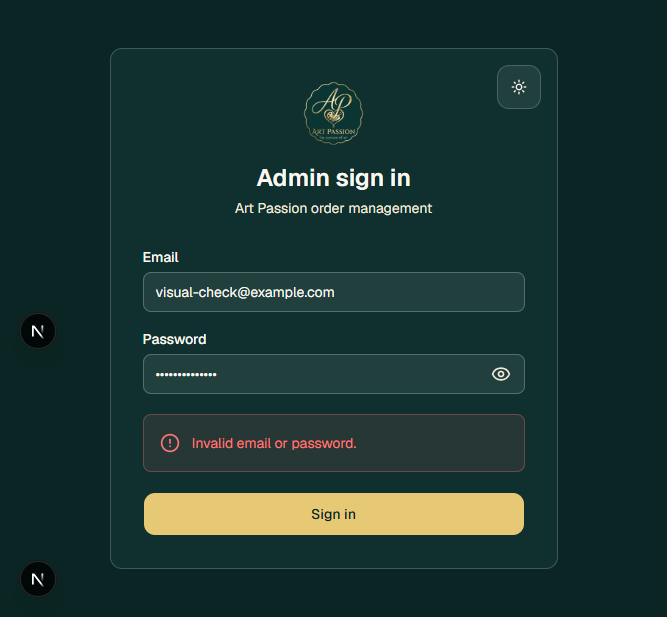 AP
ART PASSION
Admin sign in
Art Passion order management
Email
visual-check@example.com
Password
••••••••••••••
Invalid email or password.
Sign in
N
N